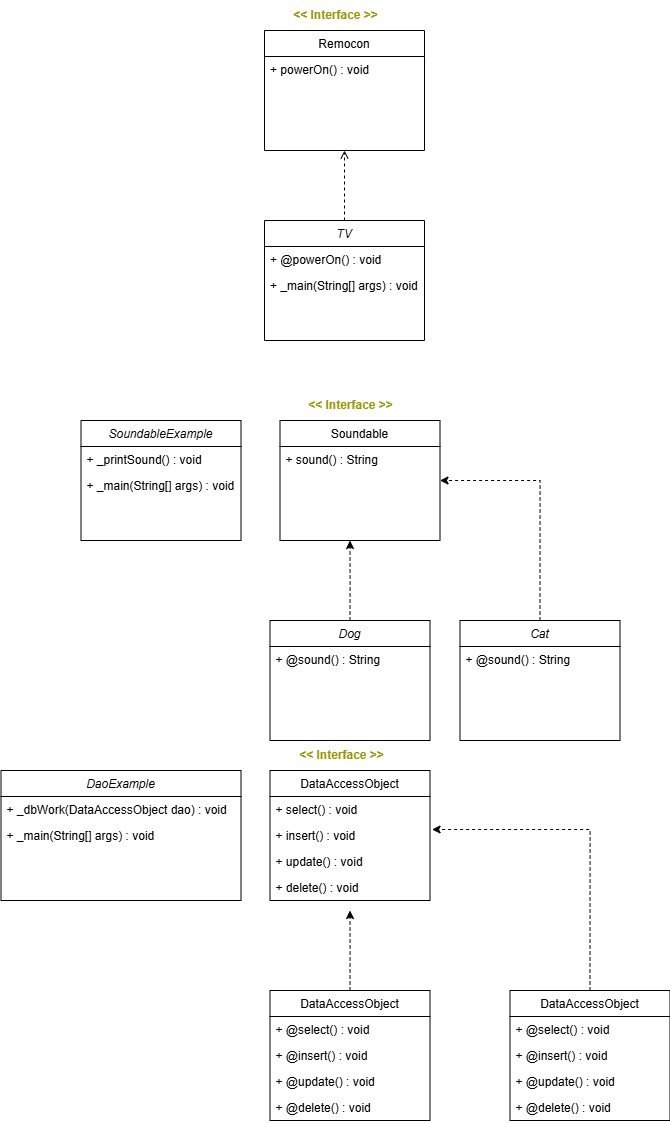 << Interface >>
Remocon
+ powerOn() : void
TV
+ @powerOn() : void
+ _main(String[] args) : void
<< Interface >>
SoundableExample
+ _printSound() : void
+ _main(String[] args) : void
Soundable
+ sound() : String
Dog
+ @sound() : String
Cat
+ @sound() : String
<< Interface >>
DaoExample
+ _dbWork(DataAccessObject dao) : void
+ _main(String[] args) : void
DataAccessObject
+ select() : void
+ insert() : void
+ update() : void
+ delete() : void
DataAccessObject
+ @select() : void
+ @insert() : void
+ @update() : void
+ @delete() : void
DataAccessObject
+ @select() : void
+ @insert() : void
+ @update() : void
+ @delete() : void